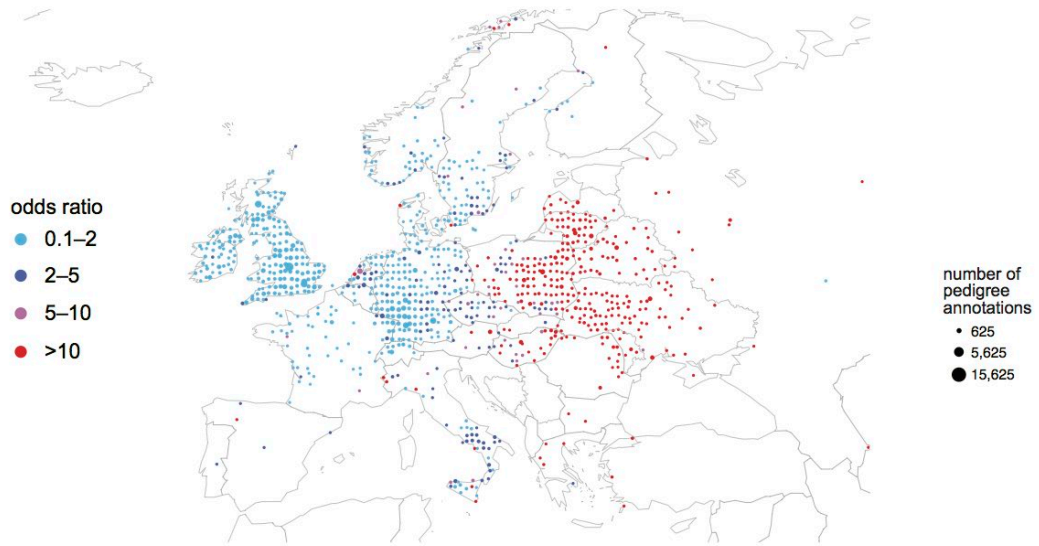 odds ratio
0.1–2
2–5
5–10
>10
number of
pedigree
annotations
625
5,625
15,625